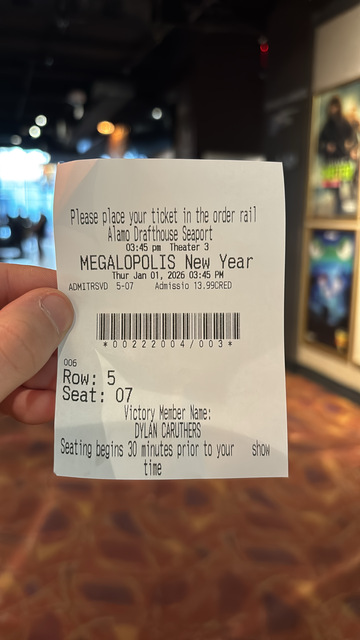 Please place your ticket in the order rail
Alamo Drafthouse Seaport
03:45 pm Theater 3
MEGALOPOLIS New Year
Thur Jan 01, 2026 03:45 PM
ADMITRSVD 5-07 Admissio 13.99CRED
*00222004/003*
006
Row: 5
Seat: 07
Victory Member Name:
DYLAN CARUTHERS
Seating begins 30 minutes prior to your show
time